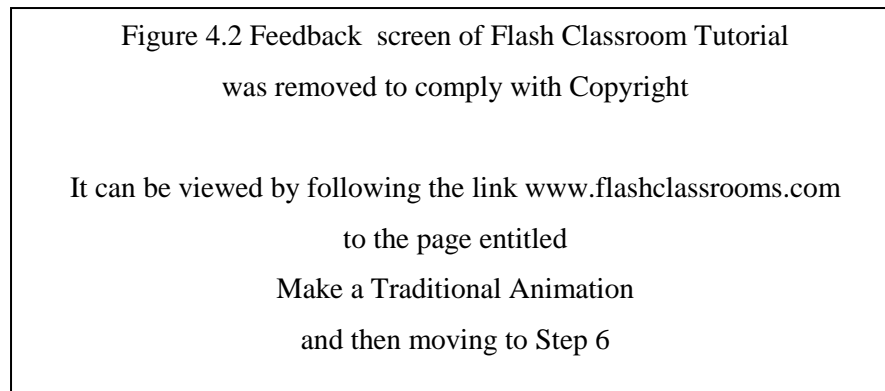 Figure 4.2 Feedback screen of Flash Classroom Tutorial
was removed to comply with Copyright
It can be viewed by following the link www.flashclassrooms.com
to the page entitled
Make a Traditional Animation
and then moving to Step 6